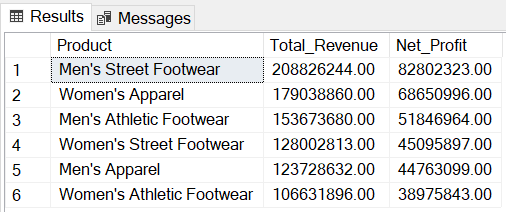 Results Messages
Product Total_Revenue Net_Profit
1 Men's Street Footwear 208826244.00 82802323.00
2 Women's Apparel 179038860.00 68650996.00
3 Men's Athletic Footwear 153673680.00 51846964.00
4 Women's Street Footwear 128002813.00 45095897.00
5 Men's Apparel 123728632.00 44763099.00
6 Women's Athletic Footwear 106631896.00 38975843.00